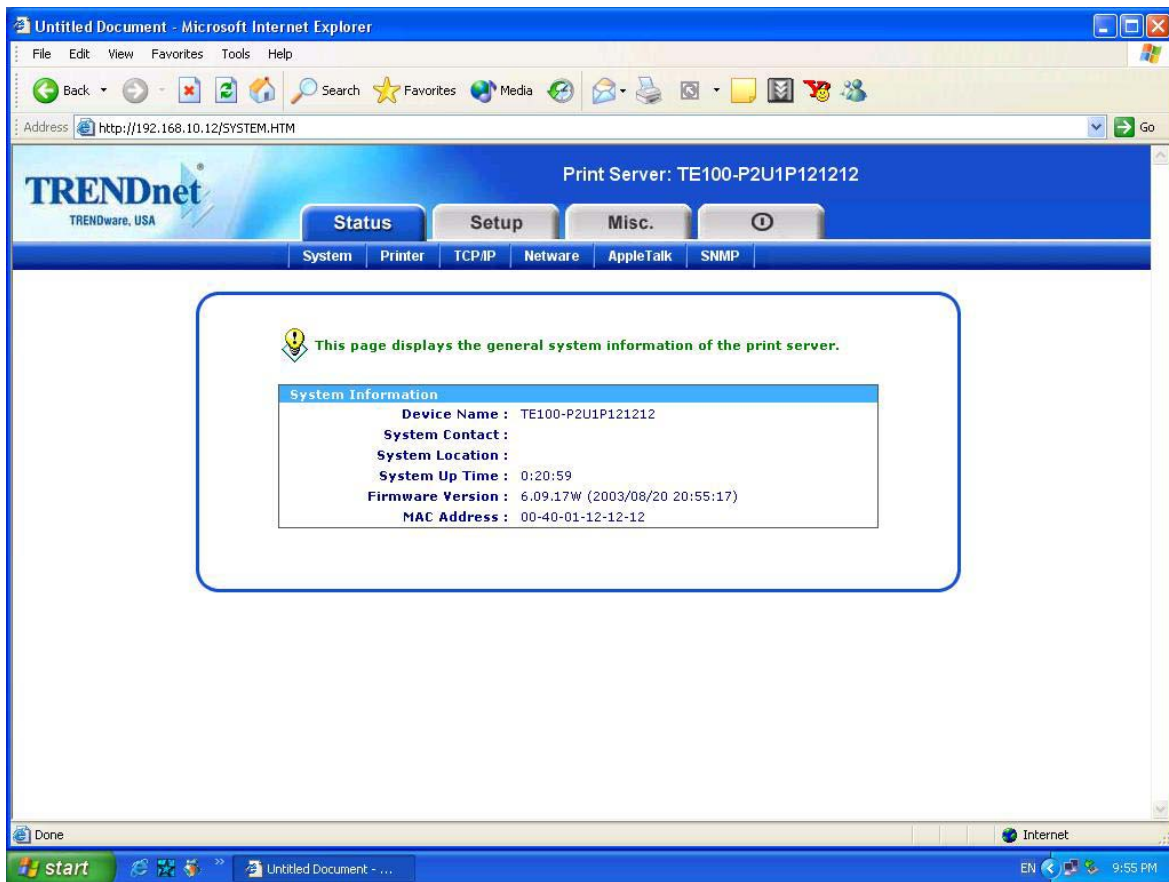 Untitled Document - Microsoft Internet Explorer
File Edit View Favorites Tools Help
Back Search Favorites Media
Address http://192.168.10.12/SYSTEM.HTM Go
TRENDnet®
TRENDware, USA
Print Server: TE100-P2U1P121212
Status Setup Misc.
System Printer TCP/IP Netware AppleTalk SNMP
This page displays the general system information of the print server.
System Information
Device Name : TE100-P2U1P121212
System Contact :
System Location :
System Up Time : 0:20:59
Firmware Version : 6.09.17W (2003/08/20 20:55:17)
MAC Address : 00-40-01-12-12-12
Done Internet
start » Untitled Document - ... EN 9:55 PM